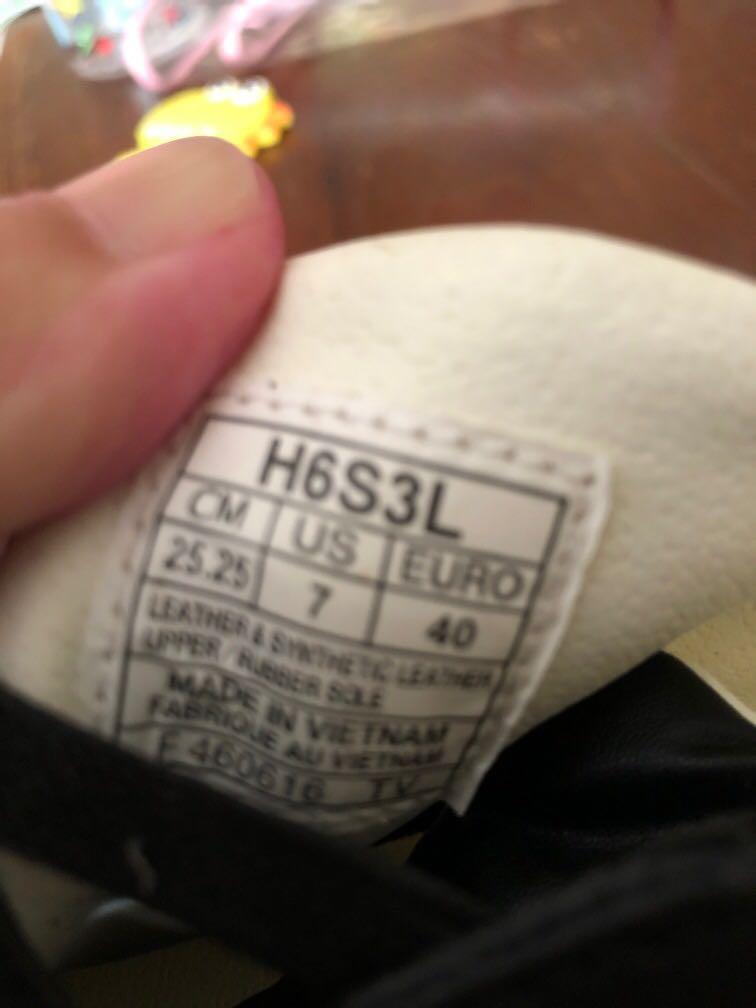 H6S3L
CM US EURO
25.25 7 40
LEATHER & SYNTHETIC LEATHER
UPPER / RUBBER SOLE
MADE IN VIETNAM
FABRIQUE AU VIETNAM
F460616 TV